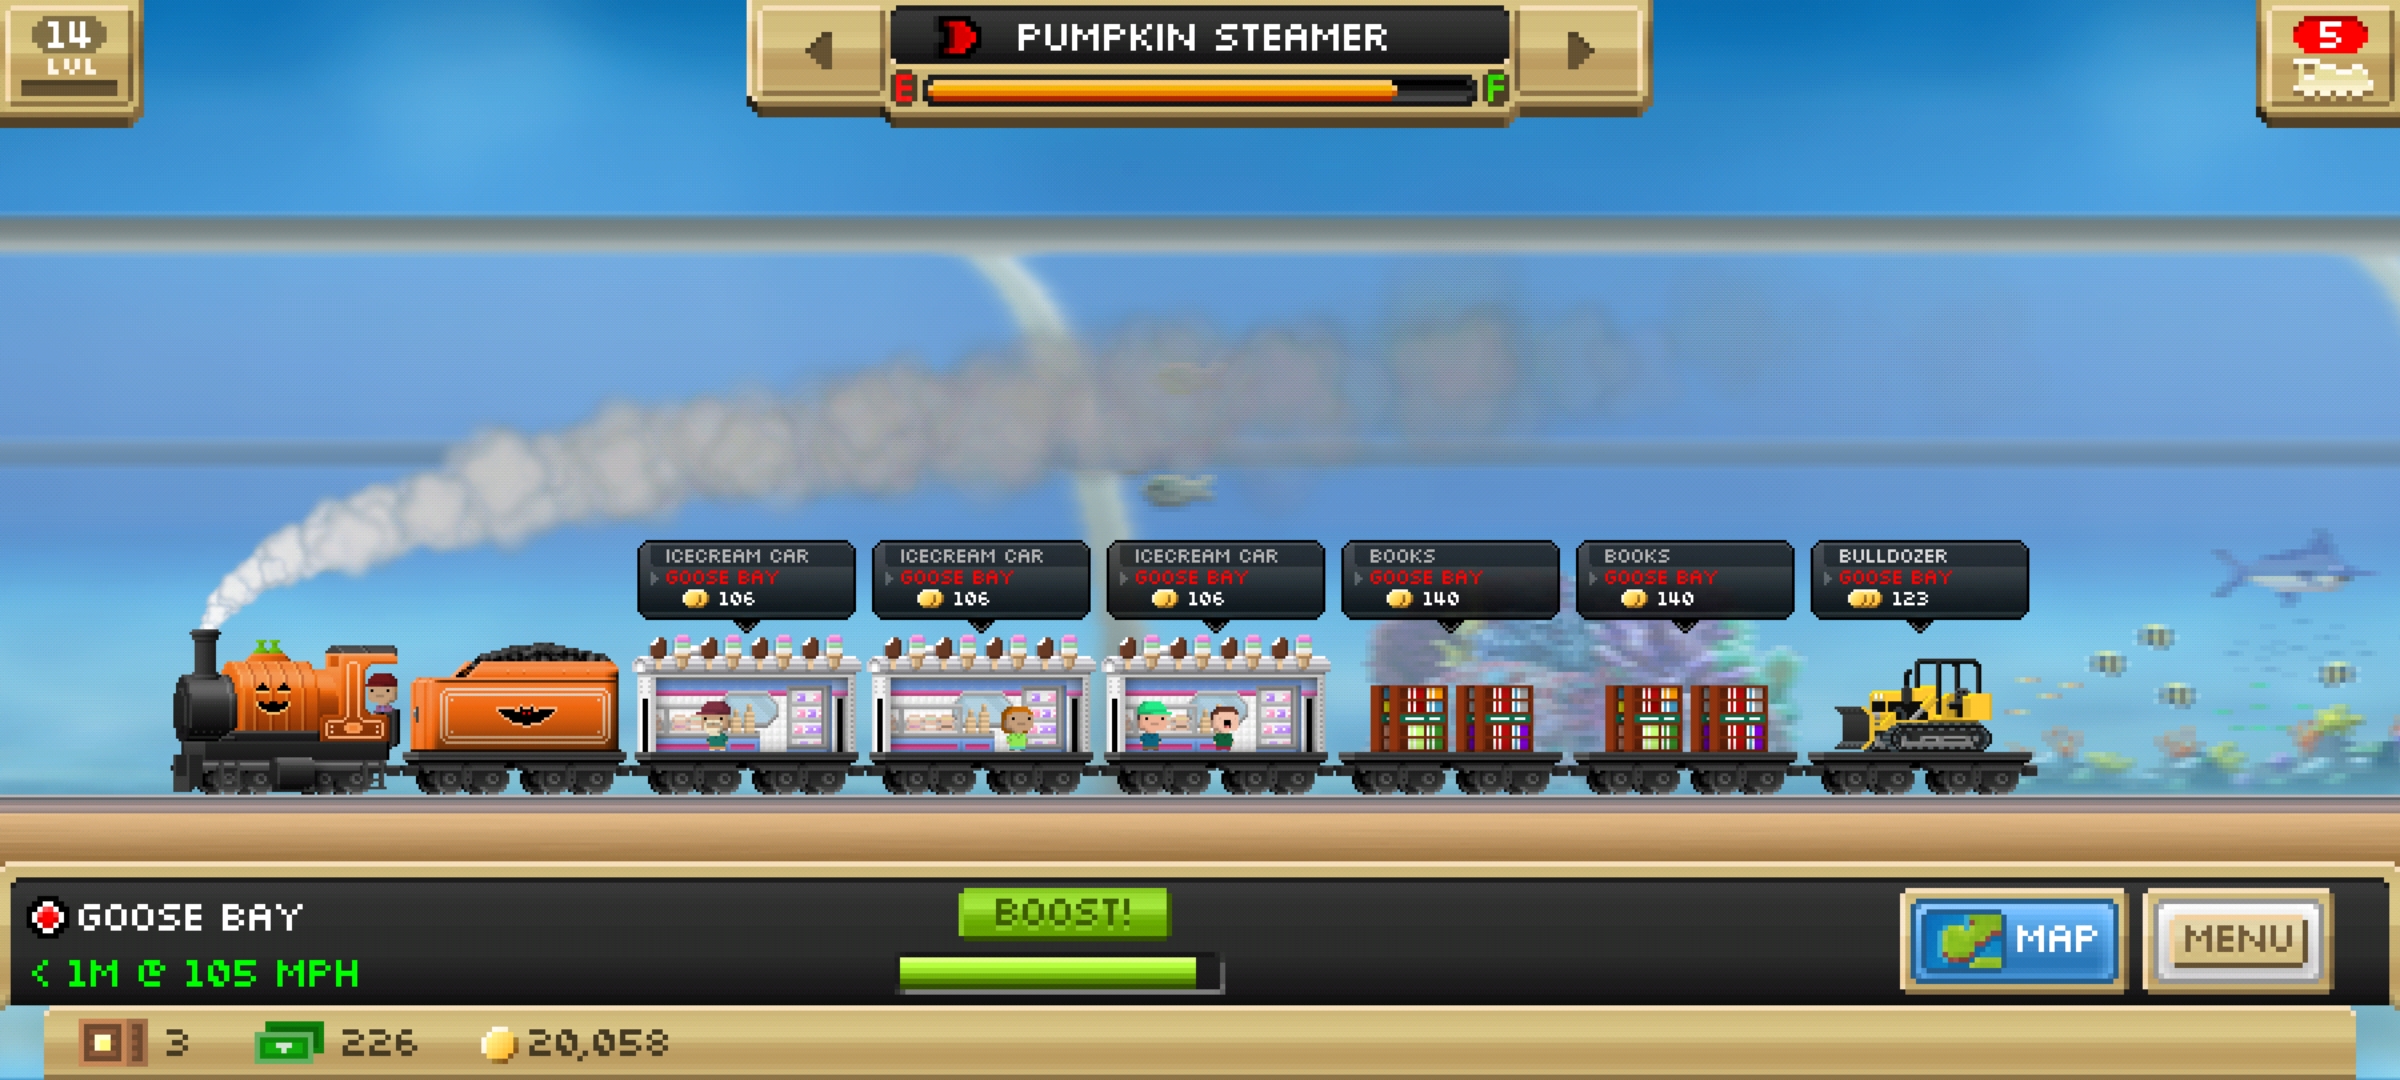 14
LVL
PUMPKIN STEAMER
E
F
5
ICECREAM CAR
GOOSE BAY
106
ICECREAM CAR
GOOSE BAY
106
ICECREAM CAR
GOOSE BAY
106
BOOKS
GOOSE BAY
140
BOOKS
GOOSE BAY
140
BULLDOZER
GOOSE BAY
123
GOOSE BAY
< 1M @ 105 MPH
BOOST!
MAP
MENU
3
226
20,058